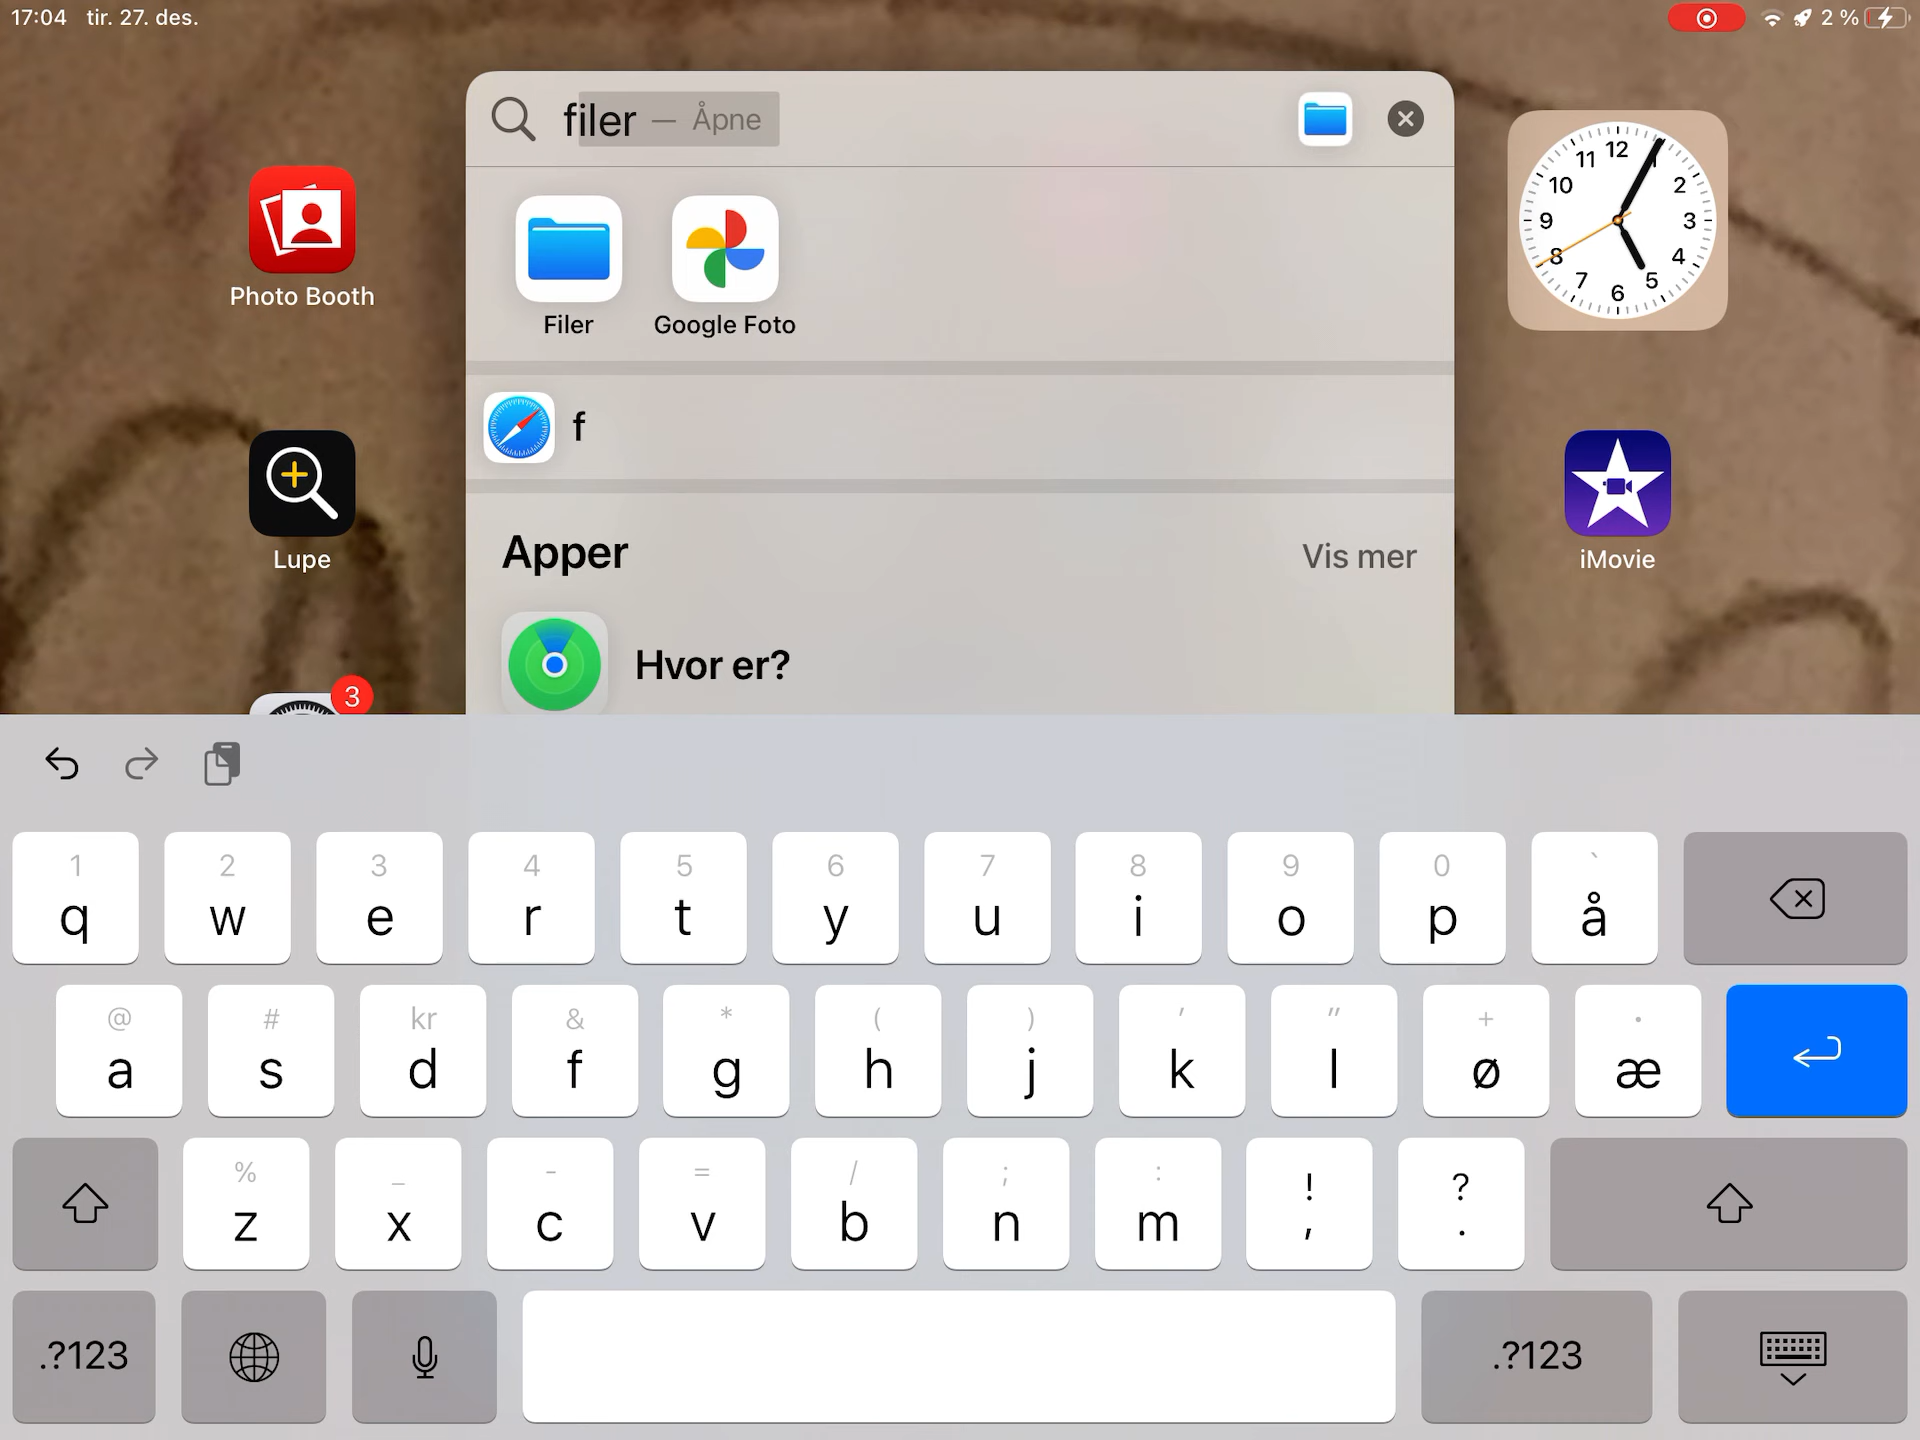 17:04 tir. 27. des.
2 %
filer — Åpne
Photo Booth
Filer
Google Foto
12
11
1
10
2
9
3
8
4
7
5
6
f
Lupe
iMovie
Apper
Vis mer
Hvor er?
3
1 2 3 4 5 6 7 8 9 0 `
q w e r t y u i o p å
@ # kr & * ( ) ' " + •
a s d f g h j k l ø æ
% _ - = / ; : ! ?
z x c v b n m , .
.?123
.?123